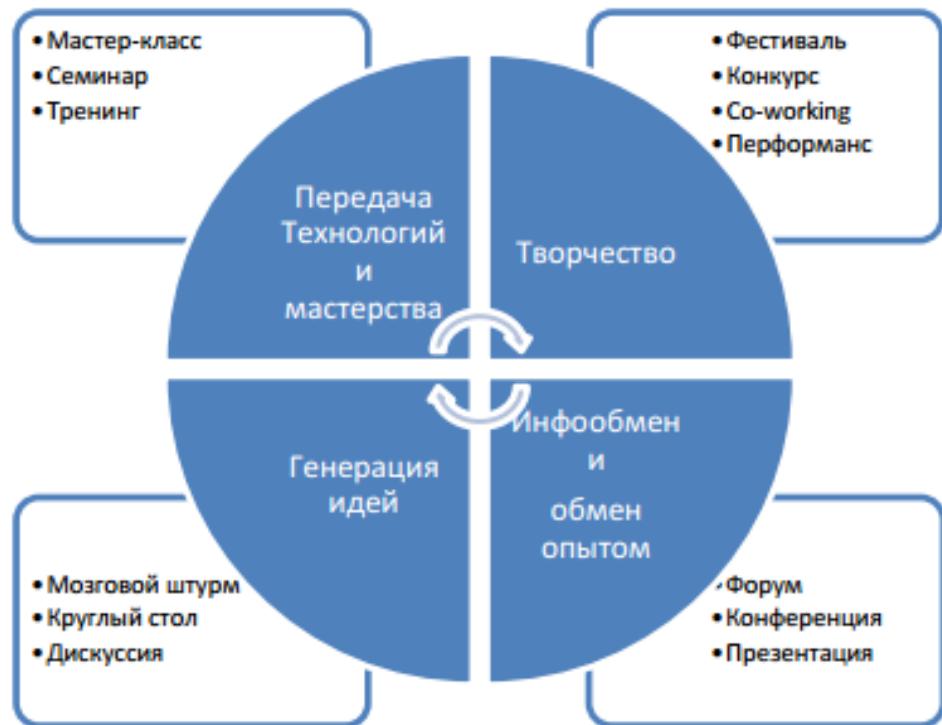 • Мастер-класс
• Семинар
• Тренинг
• Фестиваль
• Конкурс
• Co-working
• Перформанс
Передача
Технологий
и
мастерства
Творчество
Генерация
идей
Инфообмен
и
обмен
опытом
• Мозговой штурм
• Круглый стол
• Дискуссия
• Форум
• Конференция
• Презентация